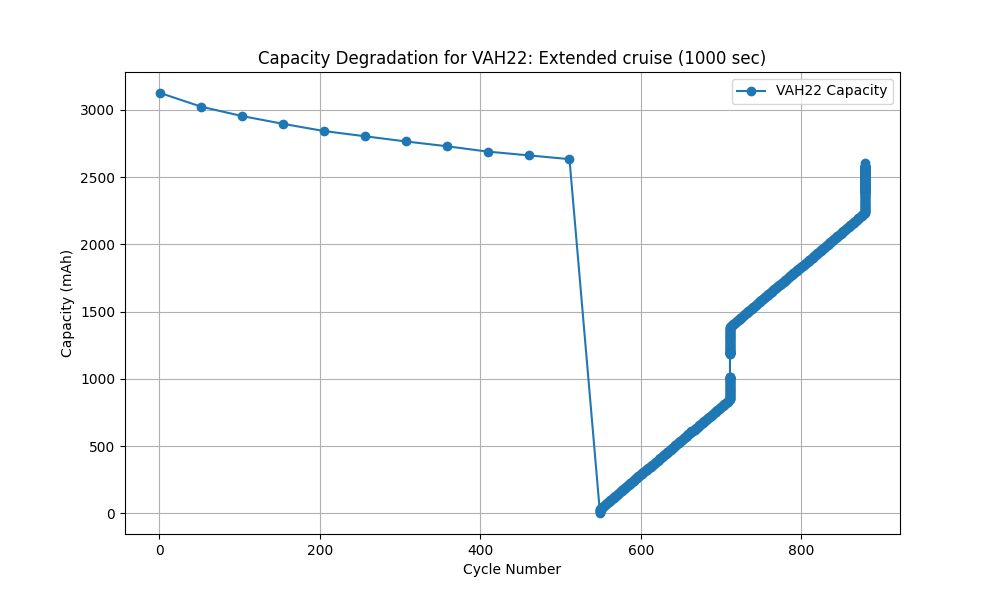 Capacity Degradation for VAH22: Extended cruise (1000 sec)
VAH22 Capacity
3000
2500
2000
1500
1000
500
0
Capacity (mAh)
0 200 400 600 800
Cycle Number